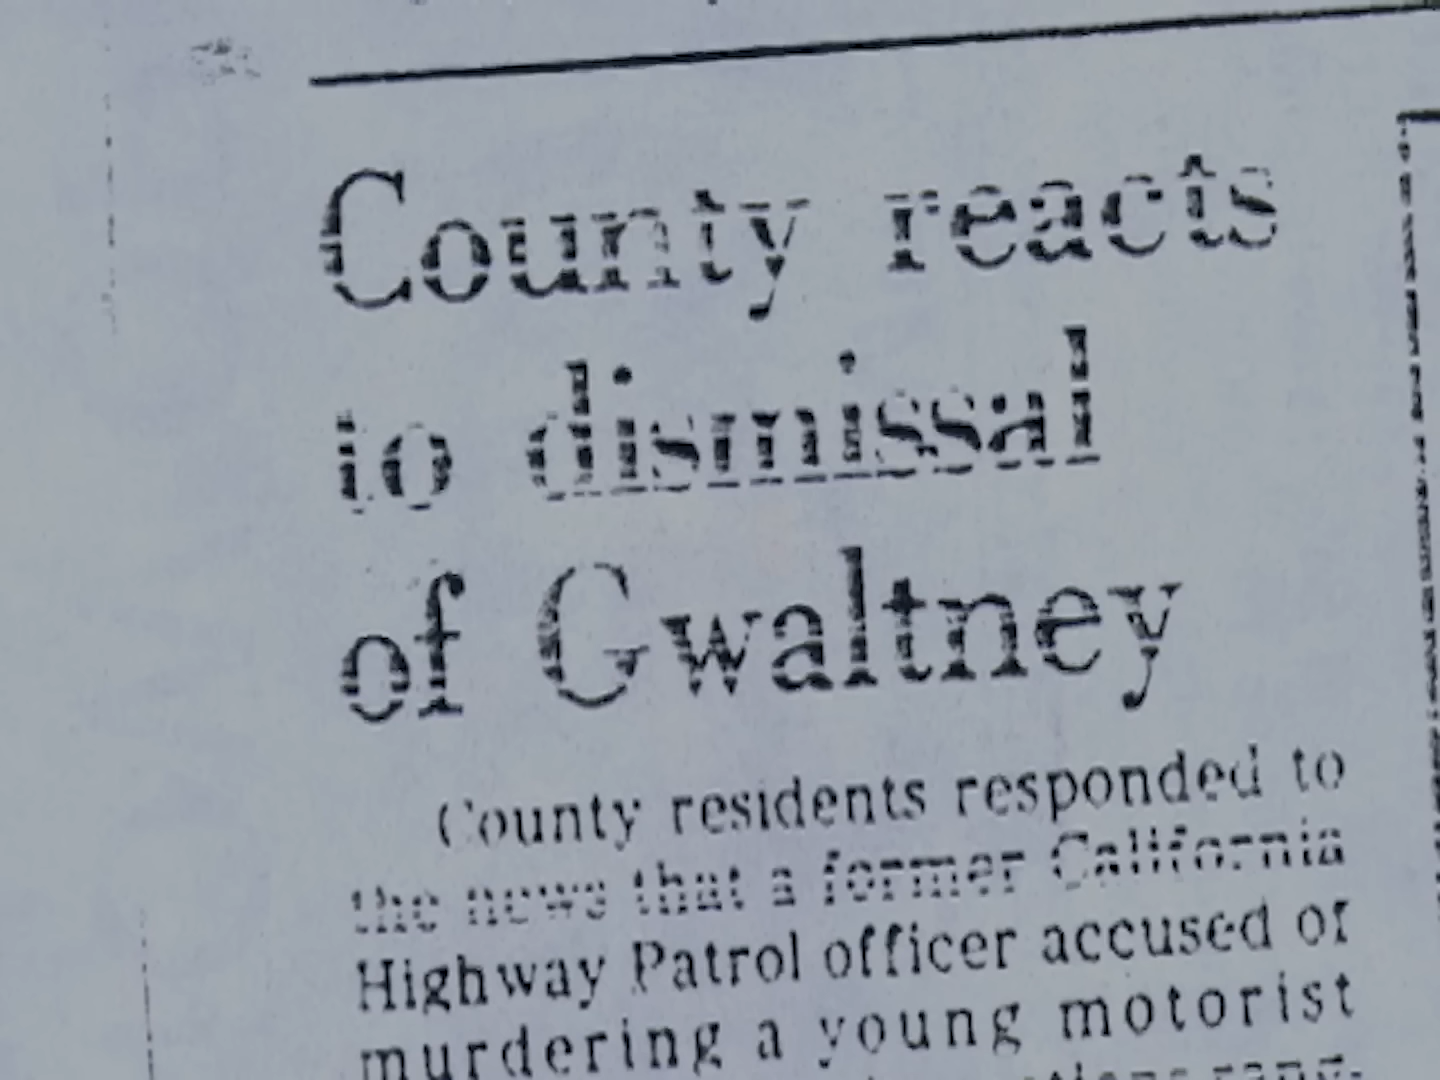 County reacts
to dismissal
of Gwaltney
County residents responded to
the news that a former California
Highway Patrol officer accused of
murdering a young motorist